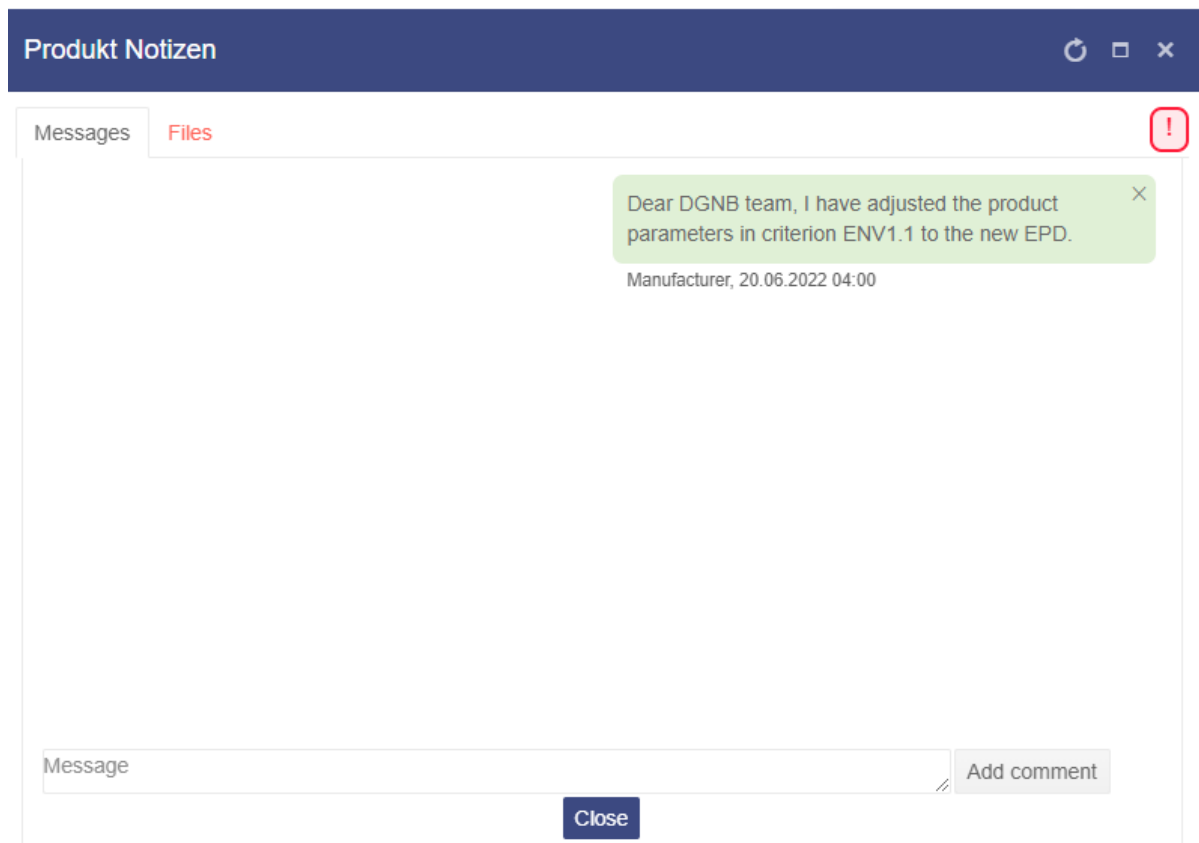 Produkt Notizen
Messages Files !
Dear DGNB team, I have adjusted the product
parameters in criterion ENV1.1 to the new EPD.
Manufacturer, 20.06.2022 04:00
Message Add comment
Close